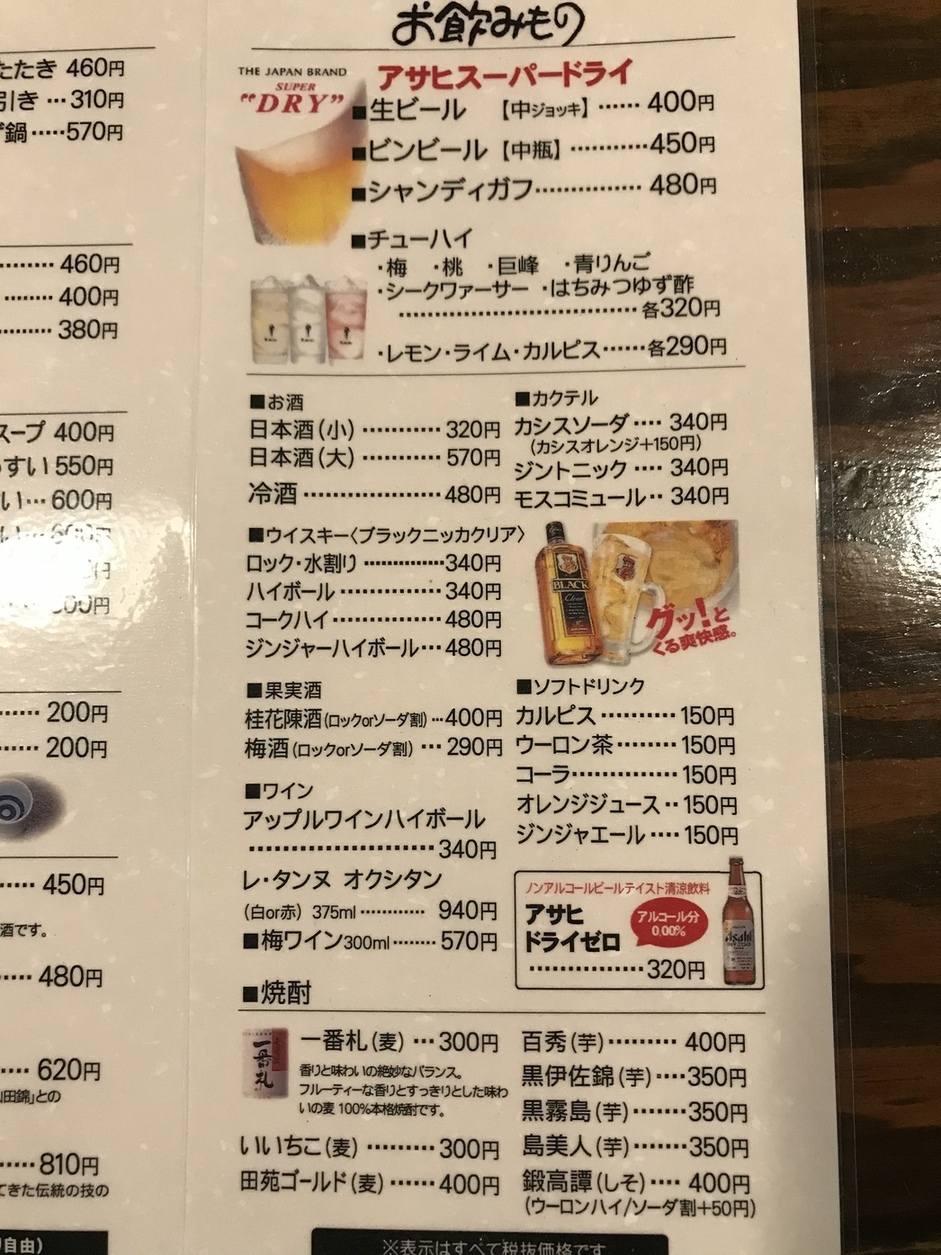 たたき 460円
引き…310円
鍋……570円
………460円
………400円
………380円
スープ 400円
すい 550円
い…600円
………200円
………200円
……450円
酒です。
……480円
……620円
山田錦」との
……810円
てきた伝統の技の
自由)
お飲みもの
THE JAPAN BRAND
SUPER
"DRY"
アサヒスーパードライ
■生ビール 【中ジョッキ】……400円
■ビンビール【中瓶】…………450円
■シャンディガフ……………480円
■チューハイ
・梅 ・桃 ・巨峰 ・青りんご
・シークヮーサー ・はちみつゆず酢
…………………………各320円
・レモン・ライム・カルピス……各290円
■お酒
日本酒(小)…………320円
日本酒(大)…………570円
冷酒…………………480円
■カクテル
カシスソーダ…… 340円
(カシスオレンジ+150円)
ジントニック…… 340円
モスコミュール‥ 340円
■ウイスキー〈ブラックニッカクリア〉
ロック・水割り……………340円
ハイボール………………340円
コークハイ………………480円
ジンジャーハイボール…480円
BLACK
Clear
グッ!と
くる爽快感。
■果実酒
桂花陳酒(ロックorソーダ割)…400円
梅酒(ロックorソーダ割)…290円
■ワイン
アップルワインハイボール
………………………340円
レ・タンヌ オクシタン
(白or赤) 375ml…………940円
■梅ワイン300ml………570円
■ソフトドリンク
カルピス…………150円
ウーロン茶………150円
コーラ……………150円
オレンジジュース‥150円
ジンジャエール……150円
ノンアルコールビールテイスト清涼飲料
アサヒ
ドライゼロ
アルコール分
0.00%
……………320円
Asahi
■焼酎
一番札
一番札(麦)…300円
香りと味わいの絶妙なバランス。
フルーティーな香りとすっきりとした味わ
いの麦 100%本格焼酎です。
いいちこ(麦)………300円
田苑ゴールド(麦)……400円
百秀(芋)…………400円
黒伊佐錦(芋)……350円
黒霧島(芋)………350円
島美人(芋)………350円
鍛高譚(しそ)……400円
(ウーロンハイ/ソーダ割+50円)
※表示はすべて税抜価格です